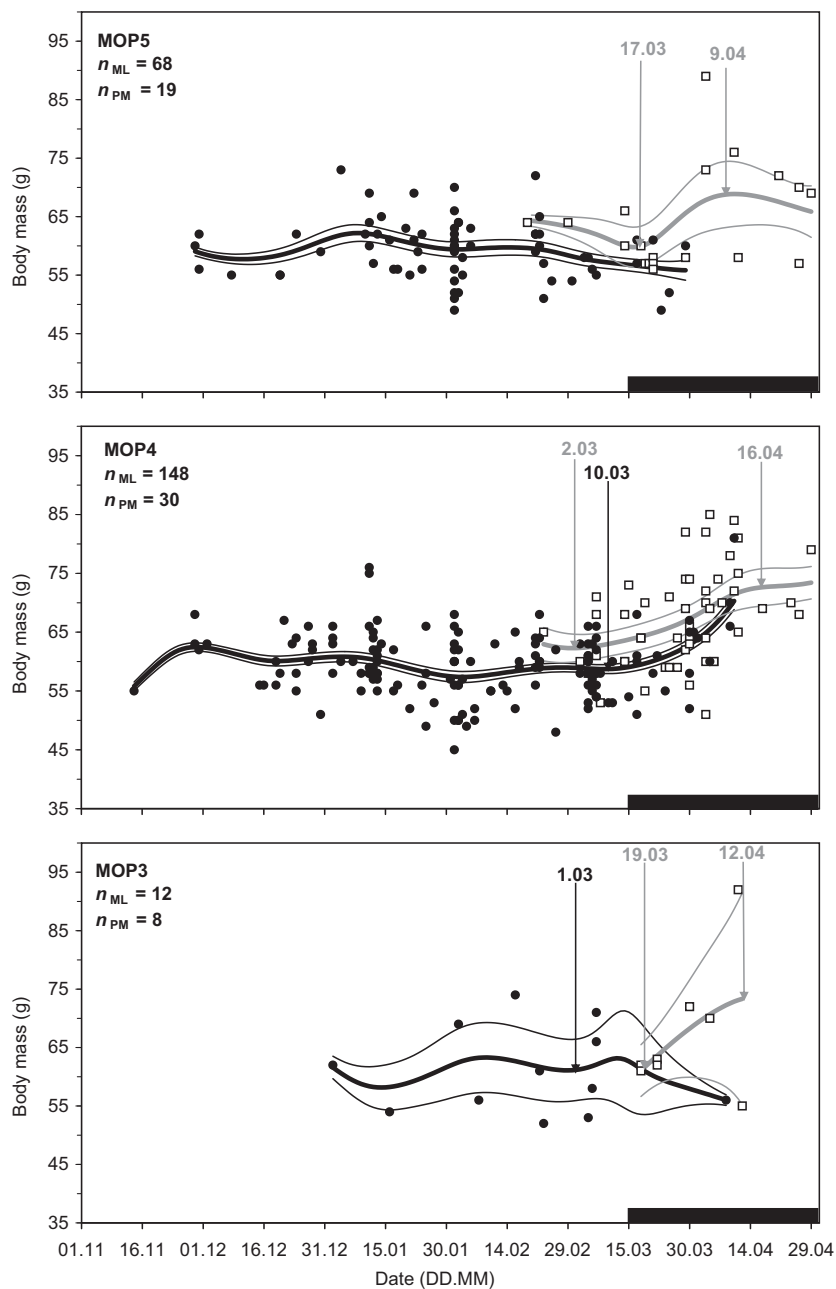 95
85
75
65
55
45
35
Body mass (g)
MOP5
n ML = 68
n PM = 19
17.03
9.04
95
85
75
65
55
45
35
Body mass (g)
MOP4
n ML = 148
n PM = 30
2.03
10.03
16.04
95
85
75
65
55
45
35
Body mass (g)
MOP3
n ML = 12
n PM = 8
1.03
19.03
12.04
01.11 16.11 01.12 16.12 31.12 15.01 30.01 14.02 29.02 15.03 30.03 14.04 29.04
Date (DD.MM)